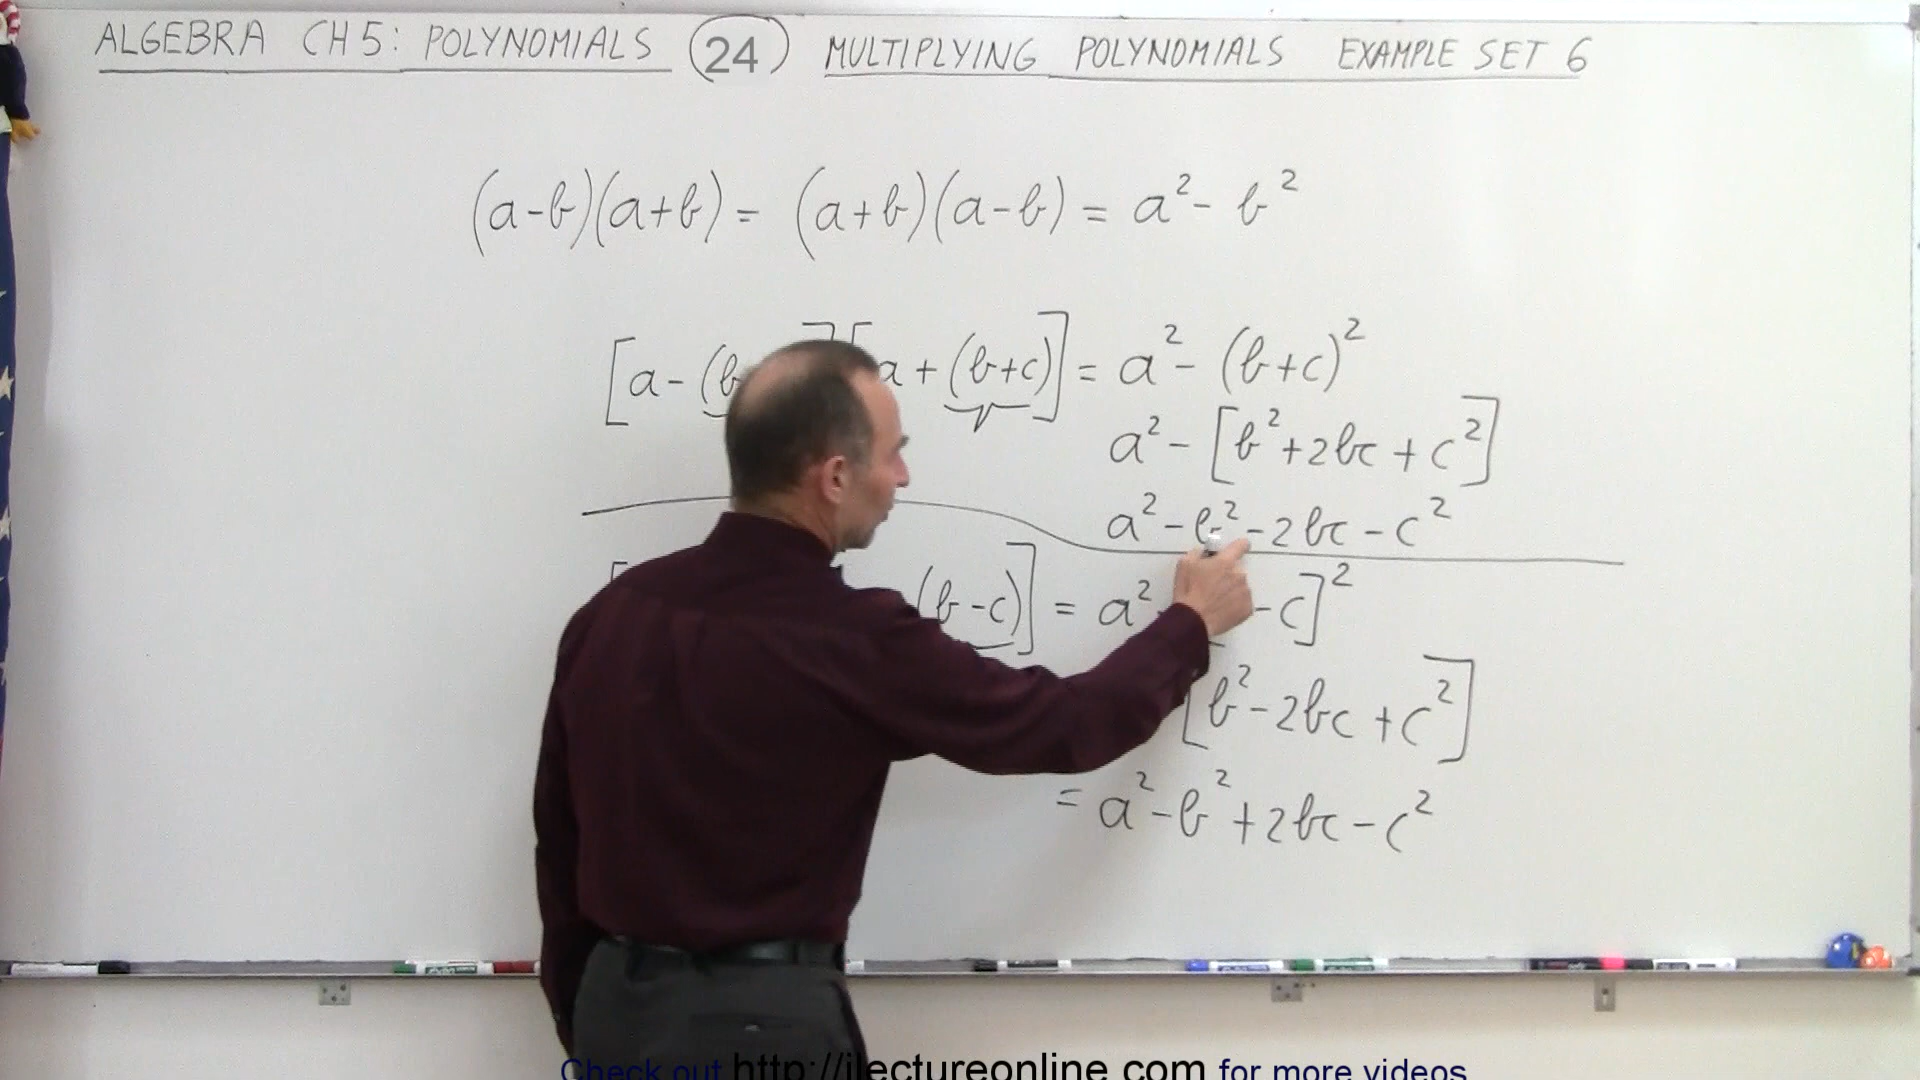 ALGEBRA CH 5: POLYNOMIALS 24 MULTIPLYING POLYNOMIALS EXAMPLE SET 6
(a-b)(a+b) = (a+b)(a-b) = a² - b²
[a-(b ][a+(b+c)] = a² - (b+c)²
a² - [b²+2bc+c²]
a² - b² - 2bc - c²
(b-c)] = a² -c]²
[b² - 2bc + c²]
= a² - b² + 2bc - c²
Check out http://ilectureonline.com for more videos